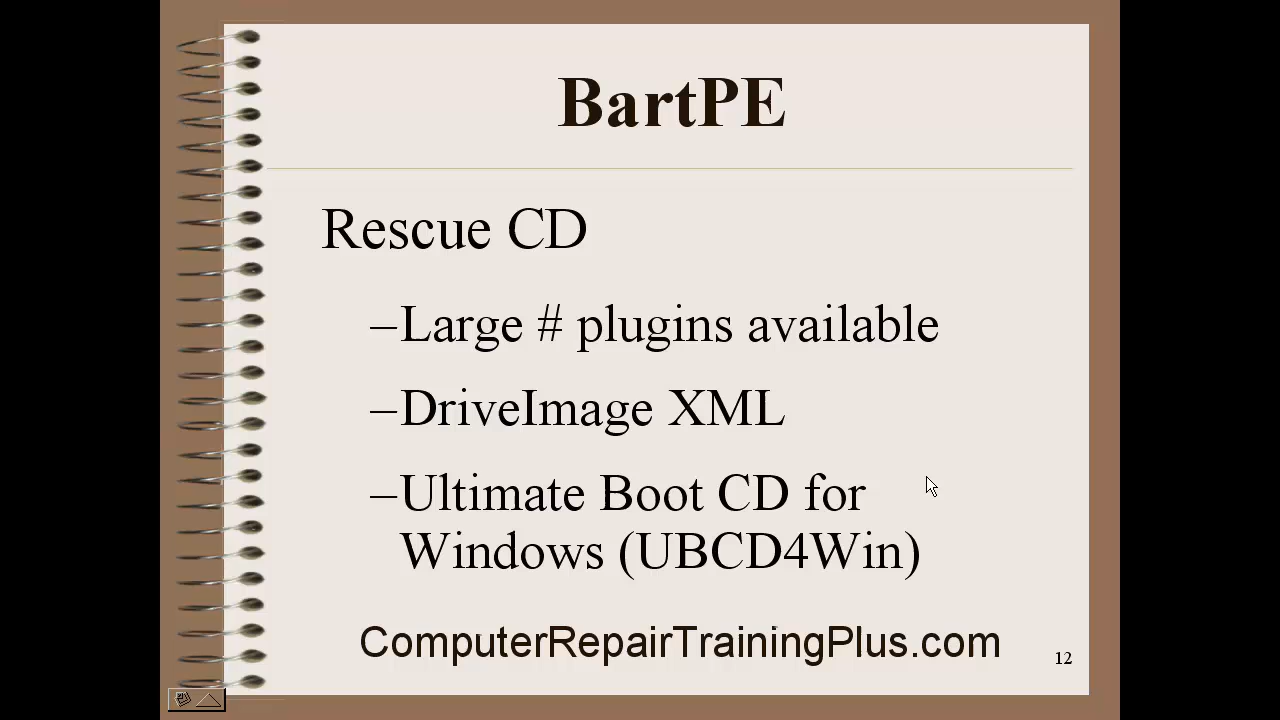 BartPE
Rescue CD
–Large # plugins available
–DriveImage XML
–Ultimate Boot CD for
Windows (UBCD4Win)
ComputerRepairTrainingPlus.com
12